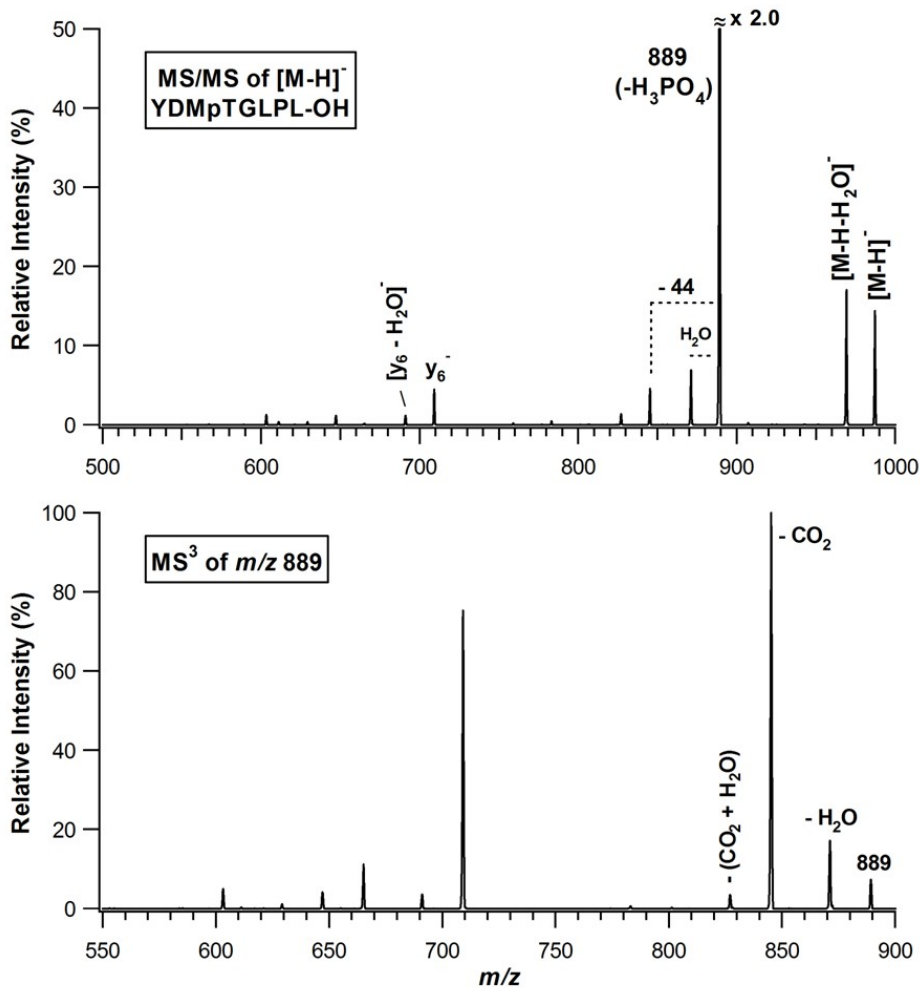 ≈ x 2.0
50
MS/MS of [M-H]⁻
YDMpTGLPL-OH
889
(-H₃PO₄)
40
[M-H-H₂O]⁻
[M-H]⁻
30
Relative Intensity (%)
20
- 44
[y₆ - H₂O]⁻
H₂O
10
y₆⁻
0
500
600
700
800
900
1000
100
- CO₂
MS³ of m/z 889
80
60
Relative Intensity (%)
40
- (CO₂ + H₂O)
20
- H₂O
889
0
550
600
650
700
750
800
850
900
m/z